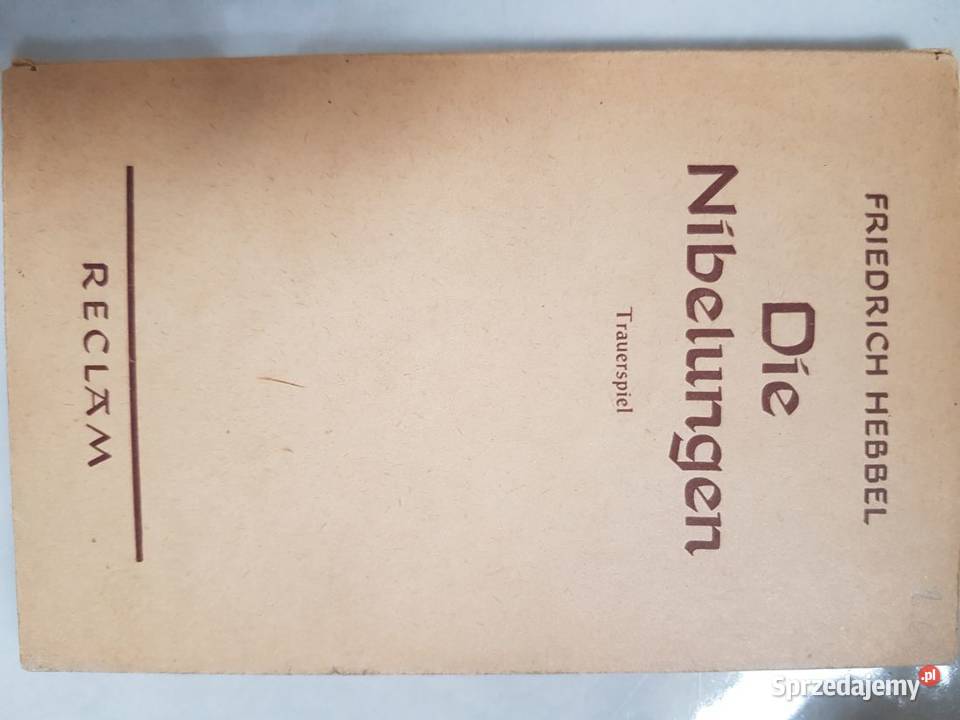 FRIEDRICH HEBBEL
Die
Nibelungen
Trauerspiel
RECLAM
Sprzedajemy.pl